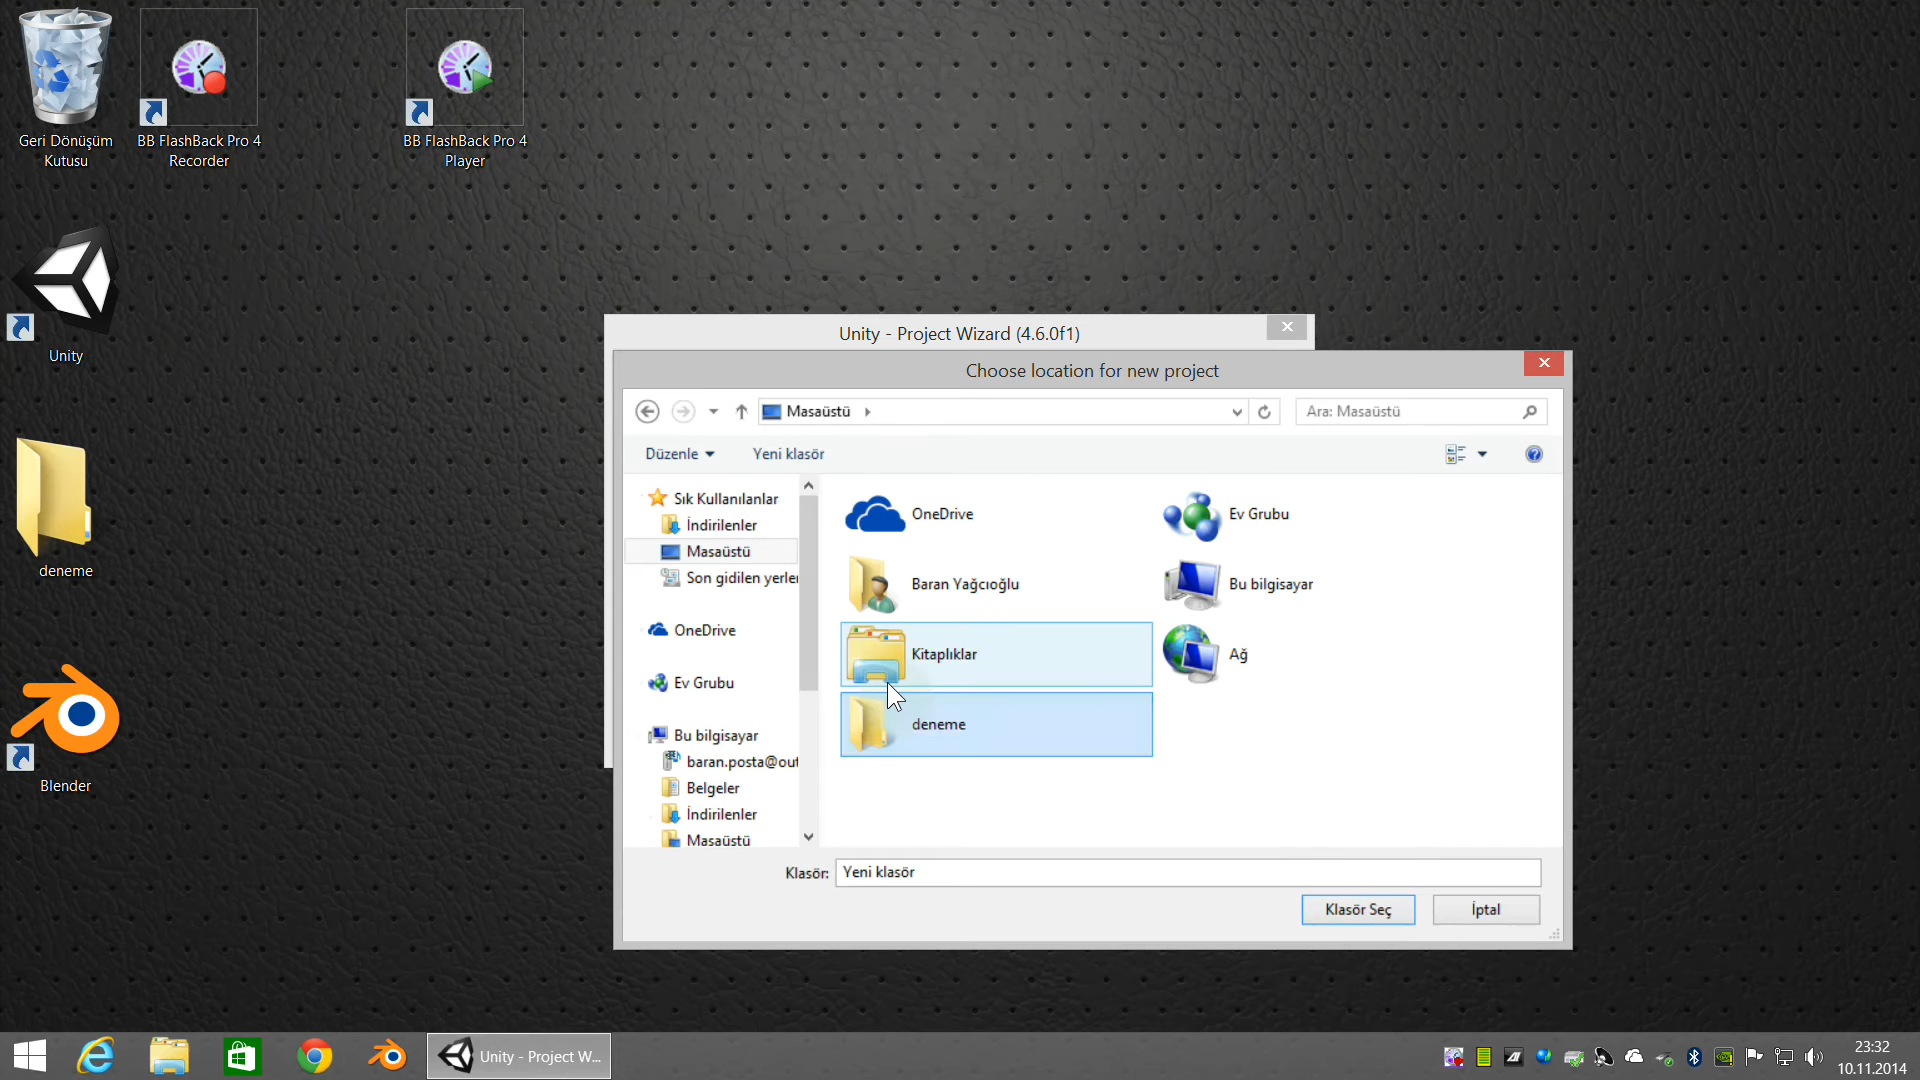 Geri Dönüşüm
Kutusu
BB FlashBack Pro 4
Recorder
BB FlashBack Pro 4
Player
Unity
deneme
Blender
Unity - Project Wizard (4.6.0f1)
Choose location for new project
Masaüstü
Ara: Masaüstü
Düzenle
Yeni klasör
Sık Kullanılanlar
İndirilenler
Masaüstü
Son gidilen yerler
OneDrive
Ev Grubu
Bu bilgisayar
baran.posta@out
Belgeler
İndirilenler
Masaüstü
OneDrive
Ev Grubu
Baran Yağcıoğlu
Bu bilgisayar
Kitaplıklar
Ağ
deneme
Klasör: Yeni klasör
Klasör Seç
İptal
Unity - Project W...
23:32
10.11.2014